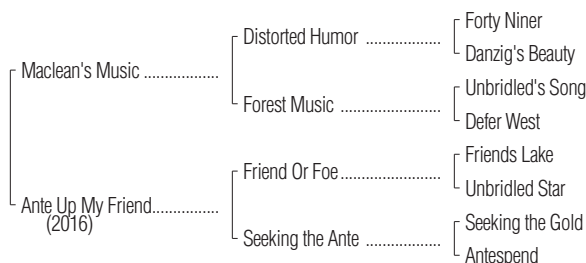 Forty Niner
Distorted Humor ..................
Danzig's Beauty
Maclean's Music ..................
Unbridled's Song
Forest Music ........................
Defer West
Friends Lake
Friend Or Foe........................
Unbridled Star
Ante Up My Friend................
(2016)
Seeking the Gold
Seeking the Ante ..................
Antespend